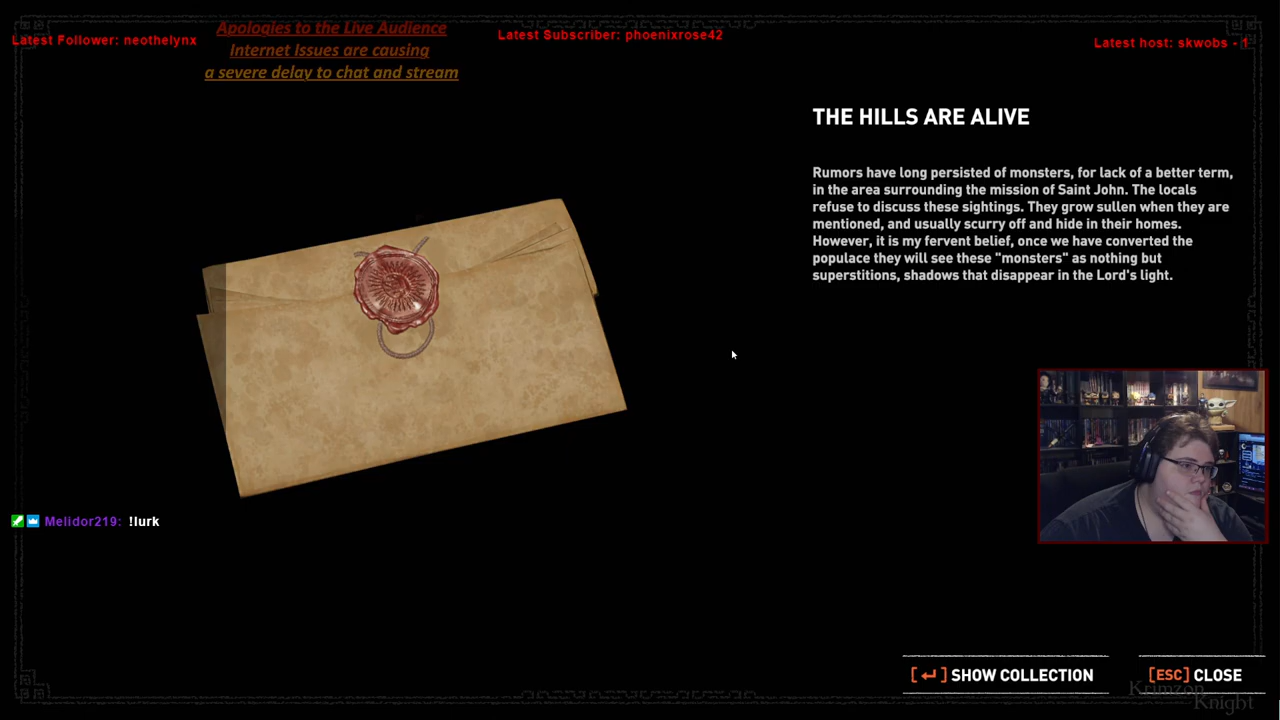 Apologies to the Live Audience
Internet Issues are causing
a severe delay to chat and stream
Latest Follower: neothelynx
Latest Subscriber: phoenixrose42
Latest host: skwobs - 1
THE HILLS ARE ALIVE
Rumors have long persisted of monsters, for lack of a better term,
in the area surrounding the mission of Saint John. The locals
refuse to discuss these sightings. They grow sullen when they are
mentioned, and usually scurry off and hide in their homes.
However, it is my fervent belief, once we have converted the
populace they will see these "monsters" as nothing but
superstitions, shadows that disappear in the Lord's light.
Melidor219: !lurk
[↵] SHOW COLLECTION
[ESC] CLOSE
Krimzon
Knight